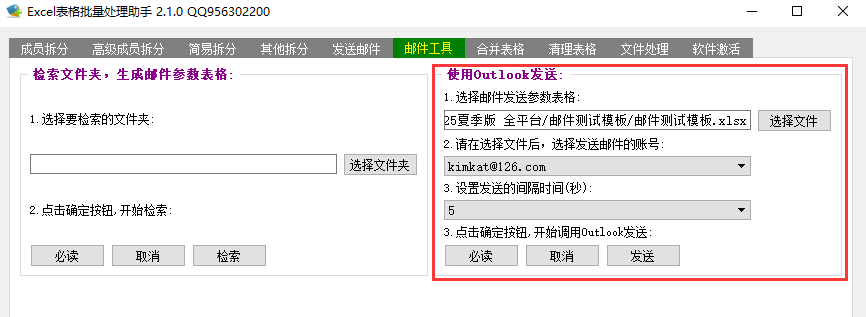 Excel表格批量处理助手 2.1.0 QQ956302200
成员拆分 高级成员拆分 简易拆分 其他拆分 发送邮件 邮件工具 合并表格 清理表格 文件处理 软件激活
检索文件夹，生成邮件参数表格:
1.选择要检索的文件夹:
选择文件夹
2.点击确定按钮,开始检索:
必读 取消 检索
使用Outlook发送:
1.选择邮件发送参数表格:
25夏季版 全平台/邮件测试模板/邮件测试模板.xlsx 选择文件
2.请在选择文件后，选择发送邮件的账号:
kimkat@126.com
3.设置发送的间隔时间(秒):
5
3.点击确定按钮,开始调用Outlook发送:
必读 取消 发送